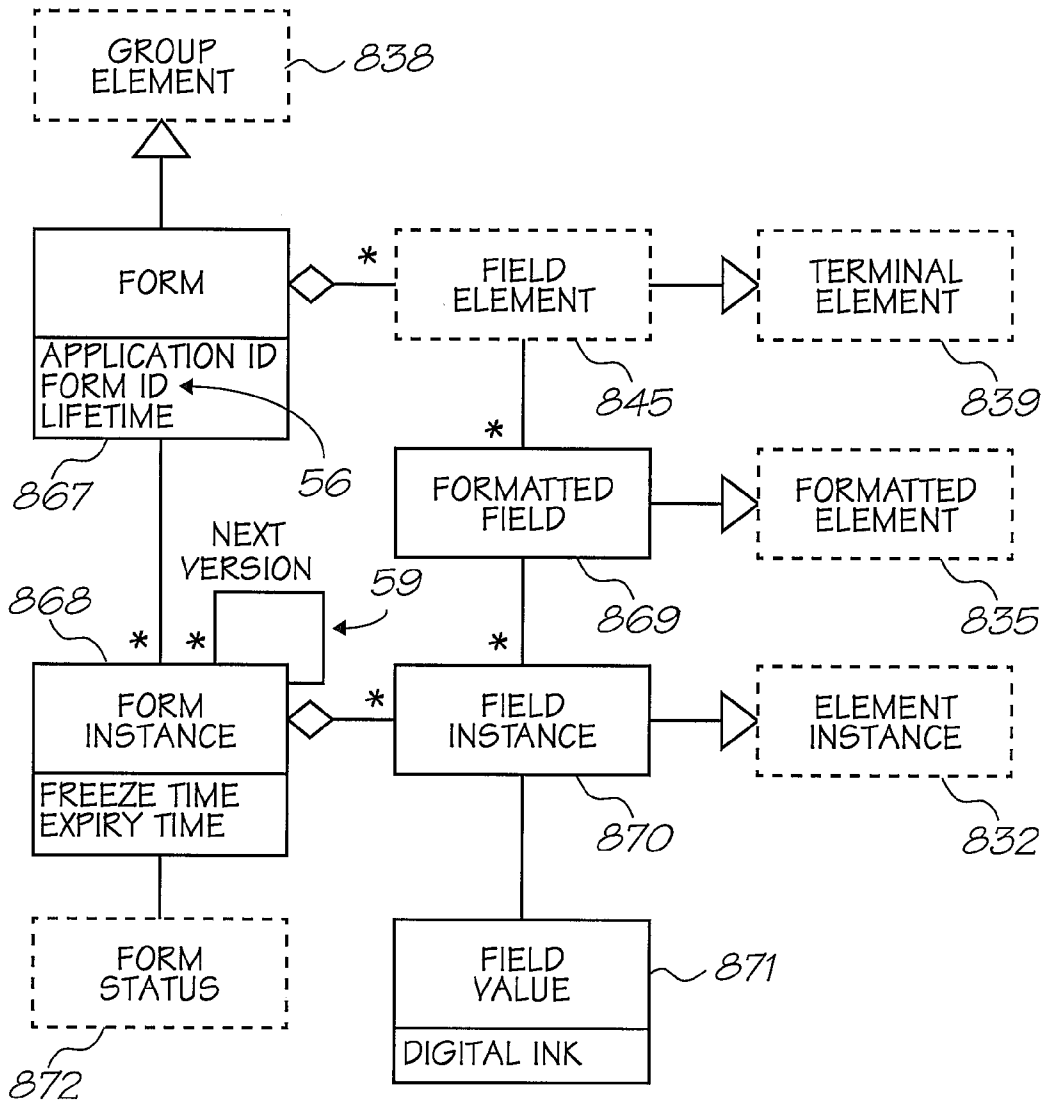 GROUP
ELEMENT
838
FORM
*
FIELD
ELEMENT
TERMINAL
ELEMENT
APPLICATION ID
FORM ID
LIFETIME
845
839
867
56
*
FORMATTED
FIELD
FORMATTED
ELEMENT
NEXT
VERSION
59
869
835
868
*
*
*
FORM
INSTANCE
*
FIELD
INSTANCE
ELEMENT
INSTANCE
FREEZE TIME
EXPIRY TIME
870
832
FORM
STATUS
FIELD
VALUE
871
872
DIGITAL INK